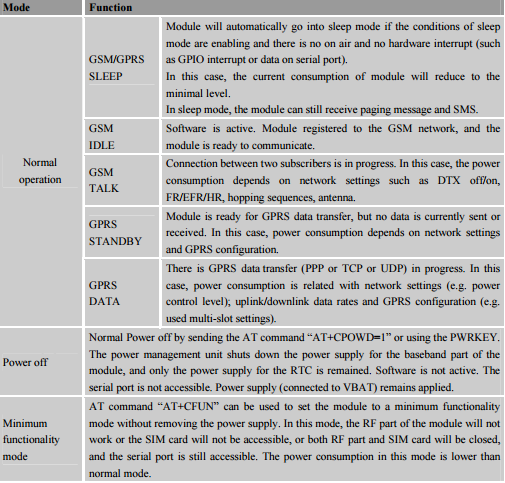 Mode Function
Normal
operation
GSM/GPRS
SLEEP
Module will automatically go into sleep mode if the conditions of sleep
mode are enabling and there is no on air and no hardware interrupt (such
as GPIO interrupt or data on serial port).
In this case, the current consumption of module will reduce to the
minimal level.
In sleep mode, the module can still receive paging message and SMS.
GSM
IDLE
Software is active. Module registered to the GSM network, and the
module is ready to communicate.
GSM
TALK
Connection between two subscribers is in progress. In this case, the power
consumption depends on network settings such as DTX off/on,
FR/EFR/HR, hopping sequences, antenna.
GPRS
STANDBY
Module is ready for GPRS data transfer, but no data is currently sent or
received. In this case, power consumption depends on network settings
and GPRS configuration.
GPRS
DATA
There is GPRS data transfer (PPP or TCP or UDP) in progress. In this
case, power consumption is related with network settings (e.g. power
control level); uplink/downlink data rates and GPRS configuration (e.g.
used multi-slot settings).
Power off
Normal Power off by sending the AT command “AT+CPOWD=1” or using the PWRKEY.
The power management unit shuts down the power supply for the baseband part of the
module, and only the power supply for the RTC is remained. Software is not active. The
serial port is not accessible. Power supply (connected to VBAT) remains applied.
Minimum
functionality
mode
AT command “AT+CFUN” can be used to set the module to a minimum functionality
mode without removing the power supply. In this mode, the RF part of the module will not
work or the SIM card will not be accessible, or both RF part and SIM card will be closed,
and the serial port is still accessible. The power consumption in this mode is lower than
normal mode.